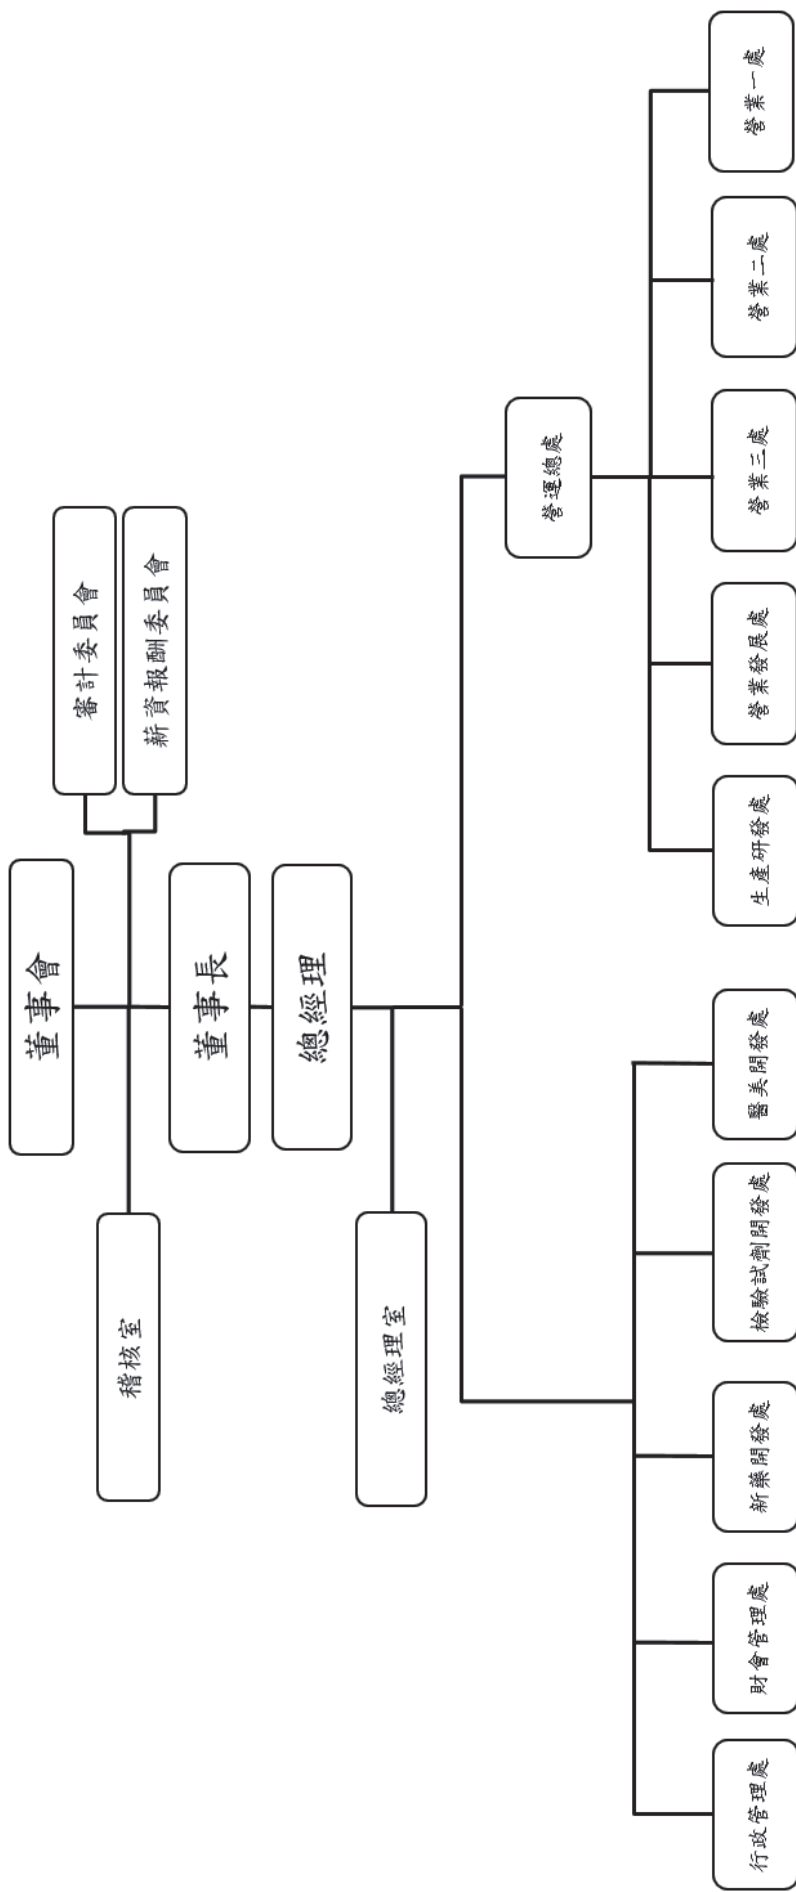 董事會
審計委員會
薪資報酬委員會
稽核室
董事長
總經理
總經理室
營運總處
行政管理處
財會管理處
新藥開發處
檢驗試劑開發處
醫美開發處
生產研發處
營業發展處
營業三處
營業二處
營業一處